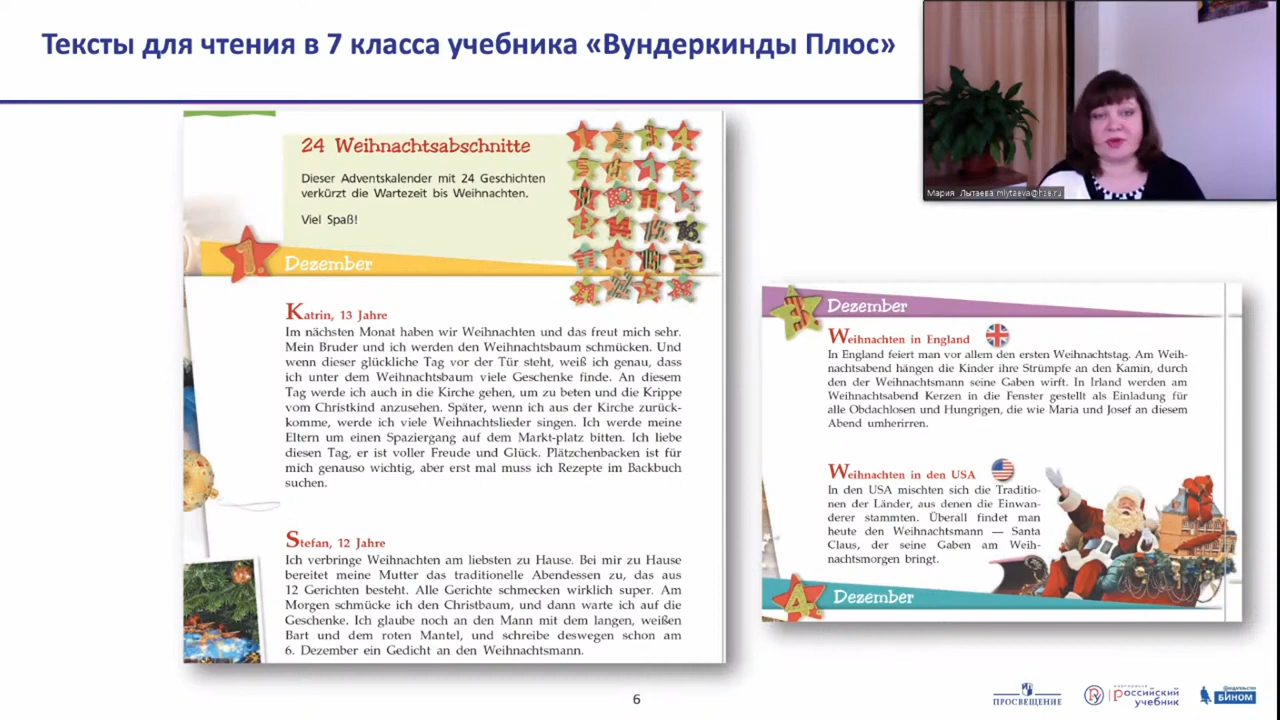 Тексты для чтения в 7 класса учебника «Вундеркинды Плюс»
Мария Лытаева mlytaeva@hse.ru
24 Weihnachtsabschnitte
Dieser Adventskalender mit 24 Geschichten
verkürzt die Wartezeit bis Weihnachten.
Viel Spaß!
1. Dezember
Katrin, 13 Jahre
Im nächsten Monat haben wir Weihnachten und das freut mich sehr.
Mein Bruder und ich werden den Weihnachtsbaum schmücken. Und
wenn dieser glückliche Tag vor der Tür steht, weiß ich genau, dass
ich unter dem Weihnachtsbaum viele Geschenke finde. An diesem
Tag werde ich auch in die Kirche gehen, um zu beten und die Krippe
vom Christkind anzusehen. Später, wenn ich aus der Kirche zurück-
komme, werde ich viele Weihnachtslieder singen. Ich werde meine
Eltern um einen Spaziergang auf dem Markt-platz bitten. Ich liebe
diesen Tag, er ist voller Freude und Glück. Plätzchenbacken ist für
mich genauso wichtig, aber erst mal muss ich Rezepte im Backbuch
suchen.
Stefan, 12 Jahre
Ich verbringe Weihnachten am liebsten zu Hause. Bei mir zu Hause
bereitet meine Mutter das traditionelle Abendessen zu, das aus
12 Gerichten besteht. Alle Gerichte schmecken wirklich super. Am
Morgen schmücke ich den Christbaum, und dann warte ich auf die
Geschenke. Ich glaube noch an den Mann mit dem langen, weißen
Bart und dem roten Mantel, und schreibe deswegen schon am
6. Dezember ein Gedicht an den Weihnachtsmann.
3. Dezember
Weihnachten in England
In England feiert man vor allem den ersten Weihnachtstag. Am Weih-
nachtsabend hängen die Kinder ihre Strümpfe an den Kamin, durch
den der Weihnachtsmann seine Gaben wirft. In Irland werden am
Weihnachtsabend Kerzen in die Fenster gestellt als Einladung für
alle Obdachlosen und Hungrigen, die wie Maria und Josef an diesem
Abend umherirren.
Weihnachten in den USA
In den USA mischten sich die Traditio-
nen der Länder, aus denen die Einwan-
derer stammten. Überall findet man
heute den Weihnachtsmann — Santa
Claus, der seine Gaben am Weih-
nachtsmorgen bringt.
4. Dezember
6
ПРОСВЕЩЕНИЕ
российский
учебник
БИНОМ